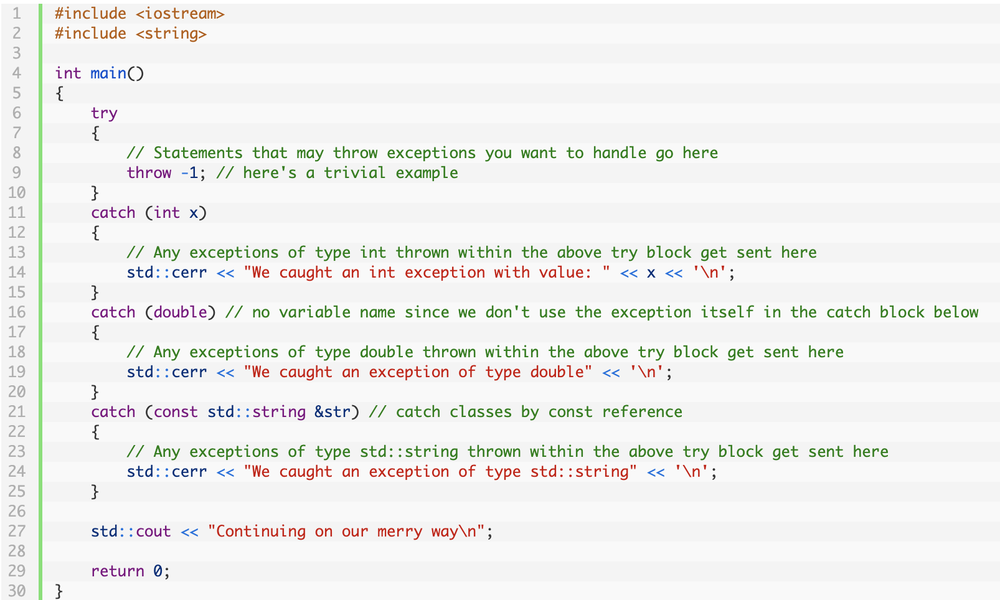 1 #include <iostream>
2 #include <string>
3
4 int main()
5 {
6     try
7     {
8         // Statements that may throw exceptions you want to handle go here
9         throw -1; // here's a trivial example
10     }
11     catch (int x)
12     {
13         // Any exceptions of type int thrown within the above try block get sent here
14         std::cerr << "We caught an int exception with value: " << x << '\n';
15     }
16     catch (double) // no variable name since we don't use the exception itself in the catch block below
17     {
18         // Any exceptions of type double thrown within the above try block get sent here
19         std::cerr << "We caught an exception of type double" << '\n';
20     }
21     catch (const std::string &str) // catch classes by const reference
22     {
23         // Any exceptions of type std::string thrown within the above try block get sent here
24         std::cerr << "We caught an exception of type std::string" << '\n';
25     }
26
27     std::cout << "Continuing on our merry way\n";
28
29     return 0;
30 }